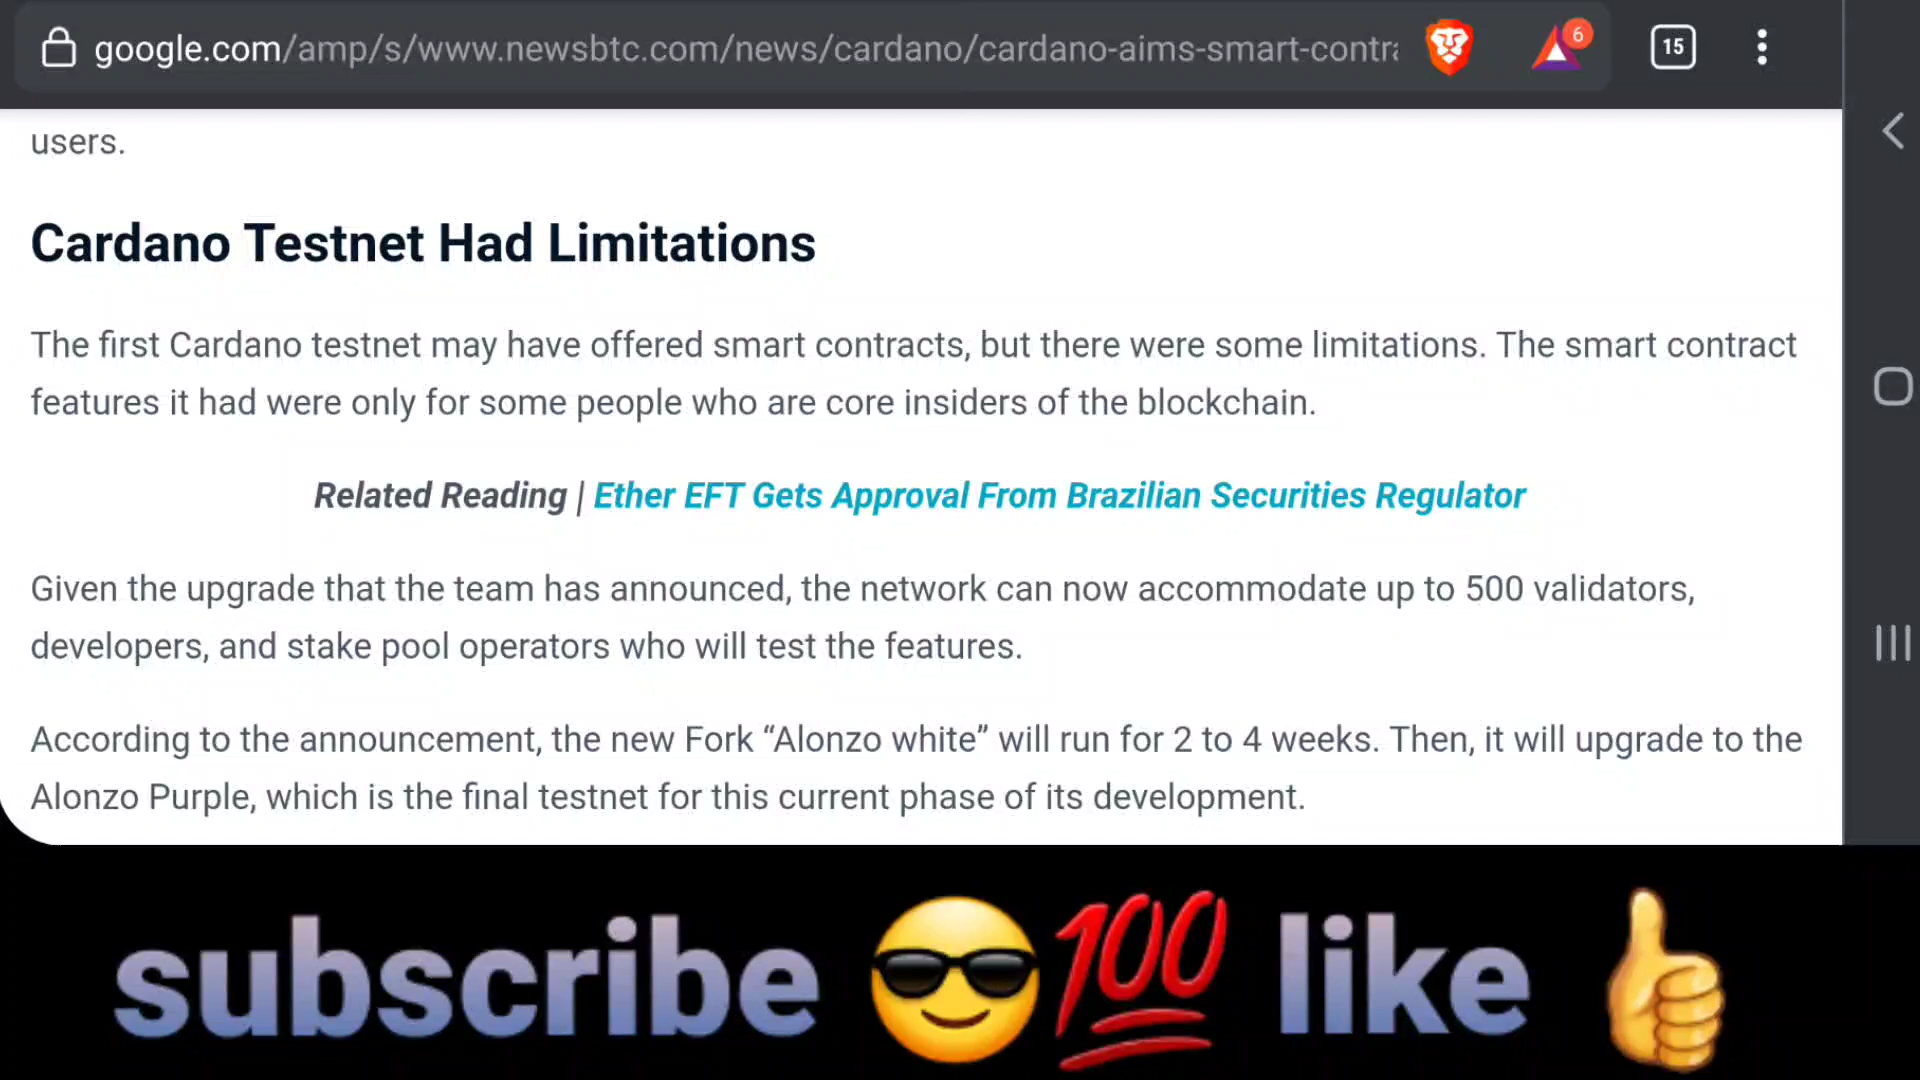 google.com/amp/s/www.newsbtc.com/news/cardano/cardano-aims-smart-contra
6
15
users.
Cardano Testnet Had Limitations
The first Cardano testnet may have offered smart contracts, but there were some limitations. The smart contract
features it had were only for some people who are core insiders of the blockchain.
Related Reading | Ether EFT Gets Approval From Brazilian Securities Regulator
Given the upgrade that the team has announced, the network can now accommodate up to 500 validators,
developers, and stake pool operators who will test the features.
According to the announcement, the new Fork “Alonzo white” will run for 2 to 4 weeks. Then, it will upgrade to the
Alonzo Purple, which is the final testnet for this current phase of its development.
subscribe 😎💯 like 👍